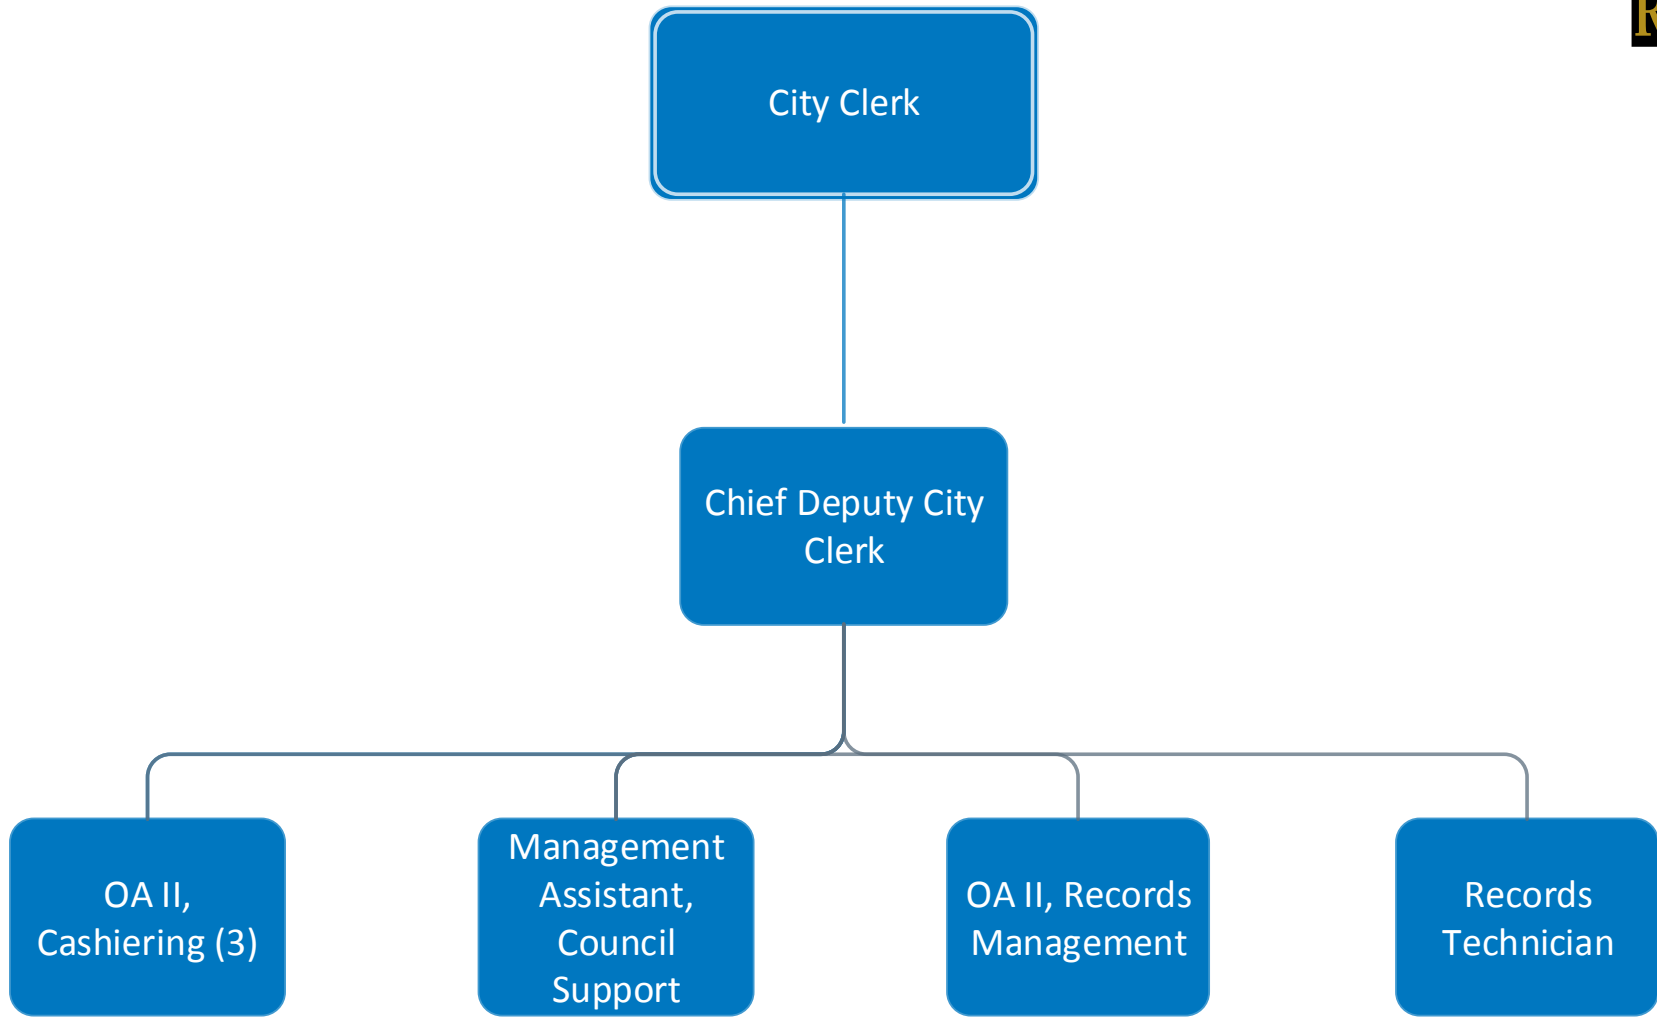 City Clerk
Chief Deputy City
Clerk
OA II,
Cashiering (3)
Management
Assistant,
Council
Support
OA II, Records
Management
Records
Technician